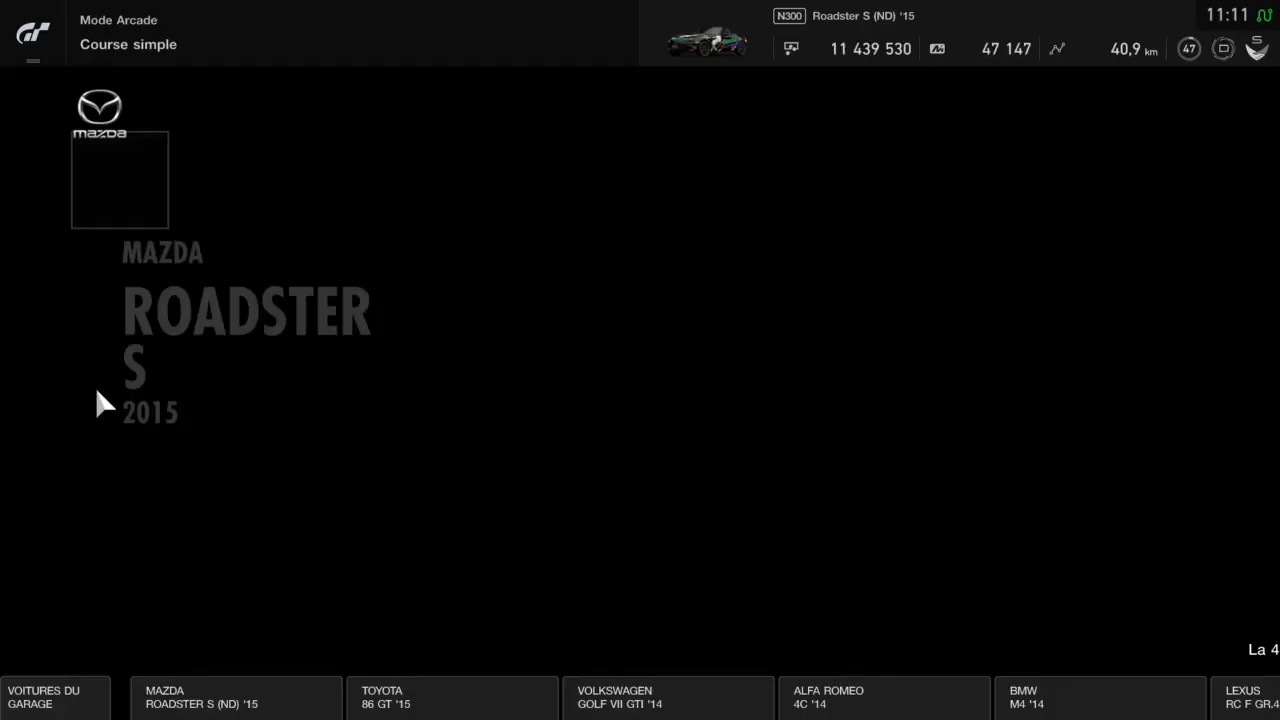 Mode Arcade
Course simple
N300 Roadster S (ND) '15
11:11
11 439 530
47 147
40,9 km
47
D
S
mazda
MAZDA
ROADSTER
S
2015
La 4
VOITURES DU
GARAGE
MAZDA
ROADSTER S (ND) '15
TOYOTA
86 GT '15
VOLKSWAGEN
GOLF VII GTI '14
ALFA ROMEO
4C '14
BMW
M4 '14
LEXUS
RC F GR.4